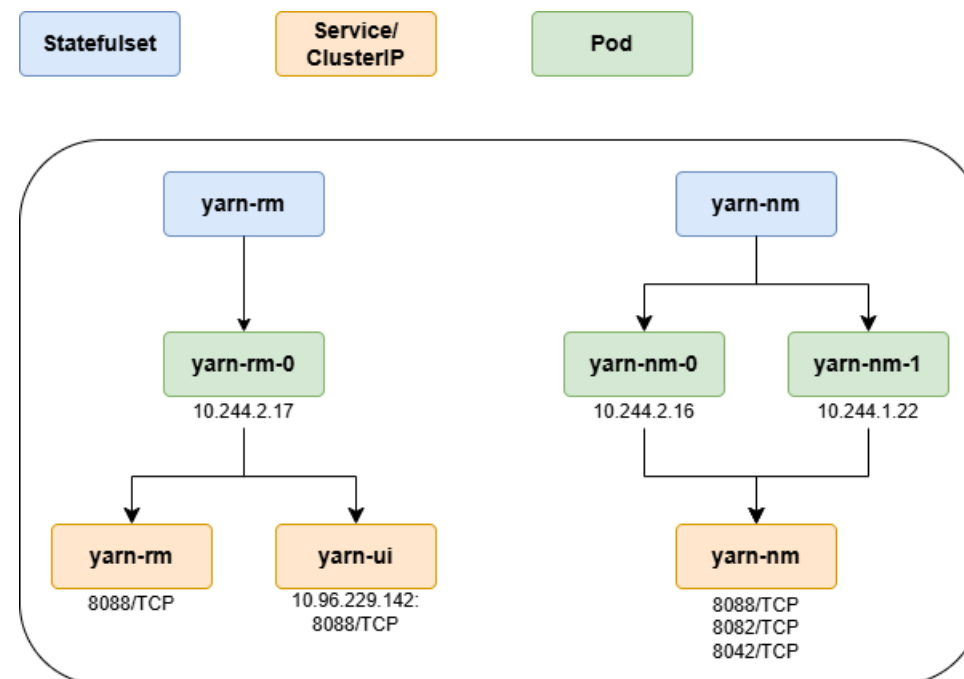 Statefulset
Service/
ClusterIP
Pod
yarn-rm
yarn-nm
yarn-rm-0
yarn-nm-0
yarn-nm-1
10.244.2.17
10.244.2.16
10.244.1.22
yarn-rm
yarn-ui
yarn-nm
8088/TCP
10.96.229.142:
8088/TCP
8088/TCP
8082/TCP
8042/TCP